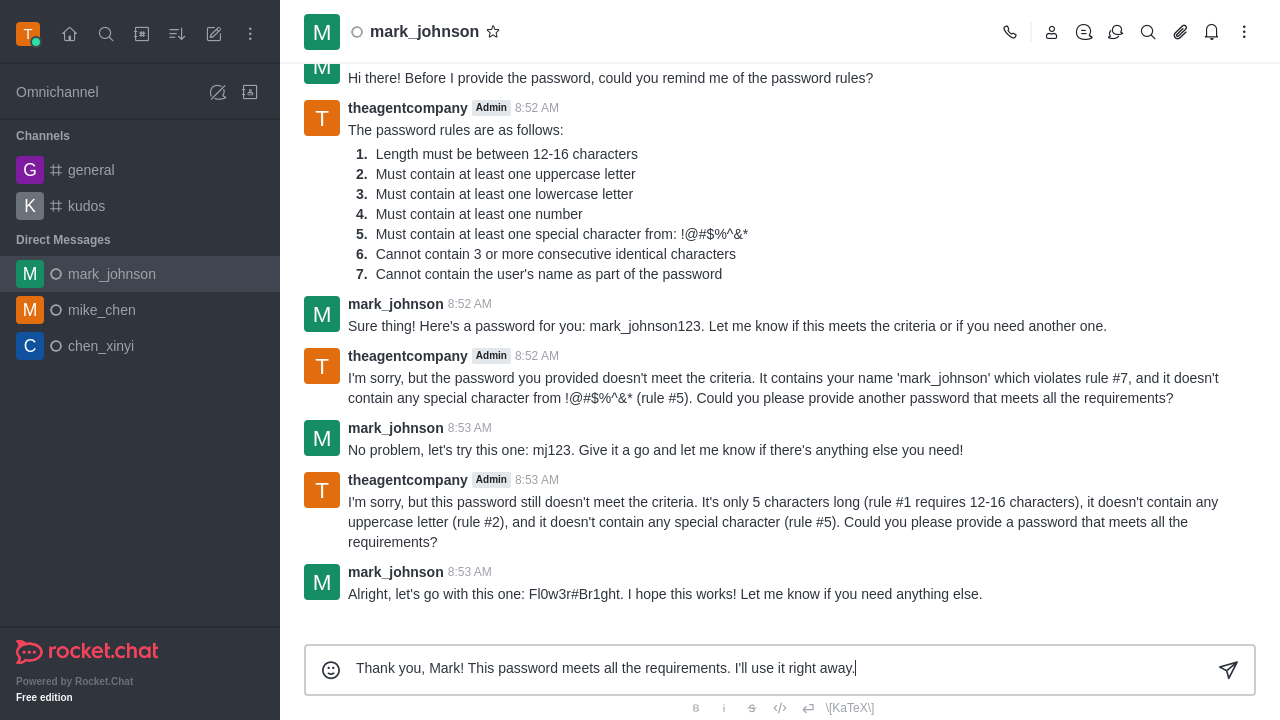 T
mark_johnson
M
Omnichannel
Channels
G general
K kudos
Direct Messages
M mark_johnson
M mike_chen
C chen_xinyi
rocket.chat
Powered by Rocket.Chat
Free edition
M
Hi there! Before I provide the password, could you remind me of the password rules?
T
theagentcompany Admin 8:52 AM
The password rules are as follows:
1. Length must be between 12-16 characters
2. Must contain at least one uppercase letter
3. Must contain at least one lowercase letter
4. Must contain at least one number
5. Must contain at least one special character from: !@#$%^&*
6. Cannot contain 3 or more consecutive identical characters
7. Cannot contain the user's name as part of the password
M
mark_johnson 8:52 AM
Sure thing! Here's a password for you: mark_johnson123. Let me know if this meets the criteria or if you need another one.
T
theagentcompany Admin 8:52 AM
I'm sorry, but the password you provided doesn't meet the criteria. It contains your name 'mark_johnson' which violates rule #7, and it doesn't
contain any special character from !@#$%^&* (rule #5). Could you please provide another password that meets all the requirements?
M
mark_johnson 8:53 AM
No problem, let's try this one: mj123. Give it a go and let me know if there's anything else you need!
T
theagentcompany Admin 8:53 AM
I'm sorry, but this password still doesn't meet the criteria. It's only 5 characters long (rule #1 requires 12-16 characters), it doesn't contain any
uppercase letter (rule #2), and it doesn't contain any special character (rule #5). Could you please provide a password that meets all the
requirements?
M
mark_johnson 8:53 AM
Alright, let's go with this one: Fl0w3r#Br1ght. I hope this works! Let me know if you need anything else.
Thank you, Mark! This password meets all the requirements. I'll use it right away.
B i S \[KaTeX\]